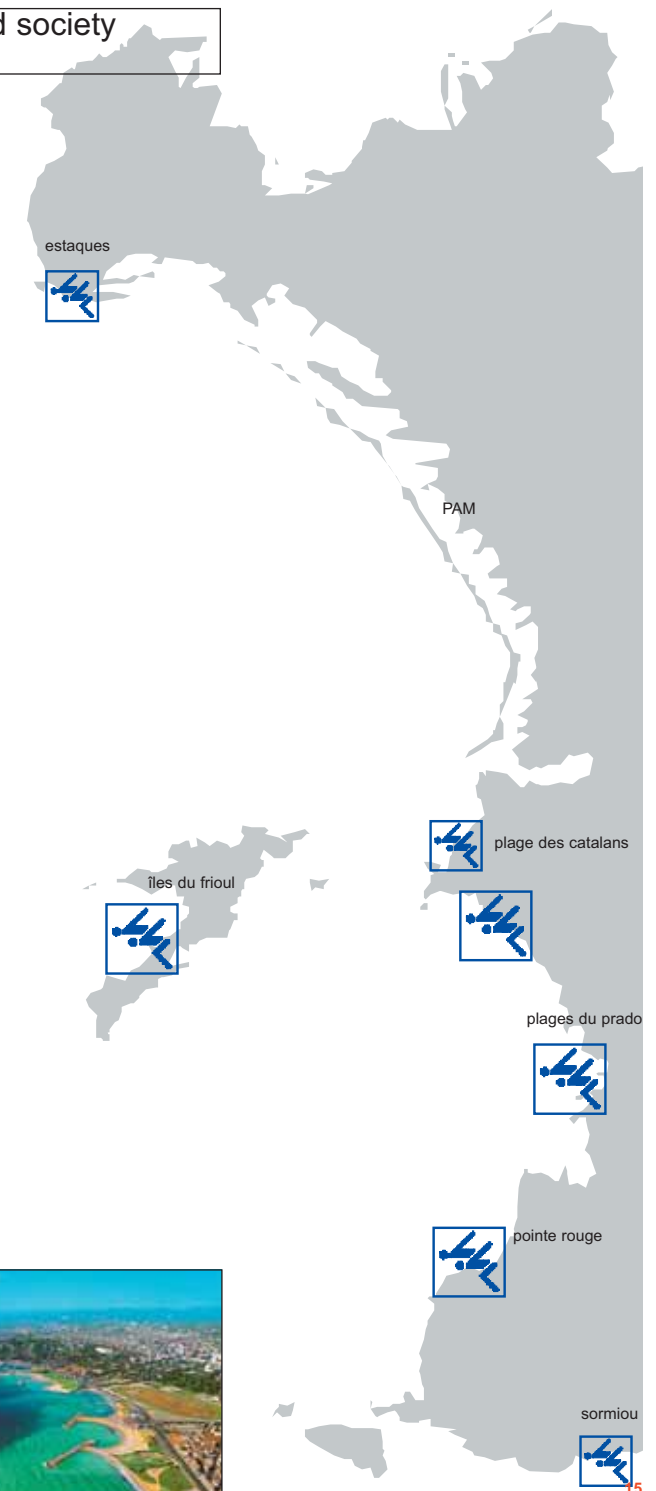 d society
estaques
PAM
plage des catalans
îles du frioul
plages du prado
pointe rouge
sormiou
15